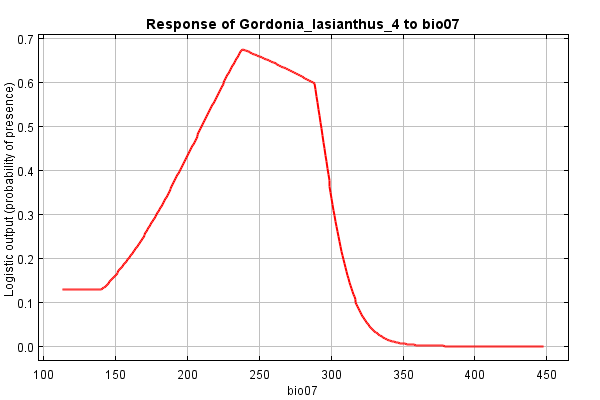 Response of Gordonia_lasianthus_4 to bio07
Logistic output (probability of presence)
0.7
0.6
0.5
0.4
0.3
0.2
0.1
0.0
100 150 200 250 300 350 400 450
bio07